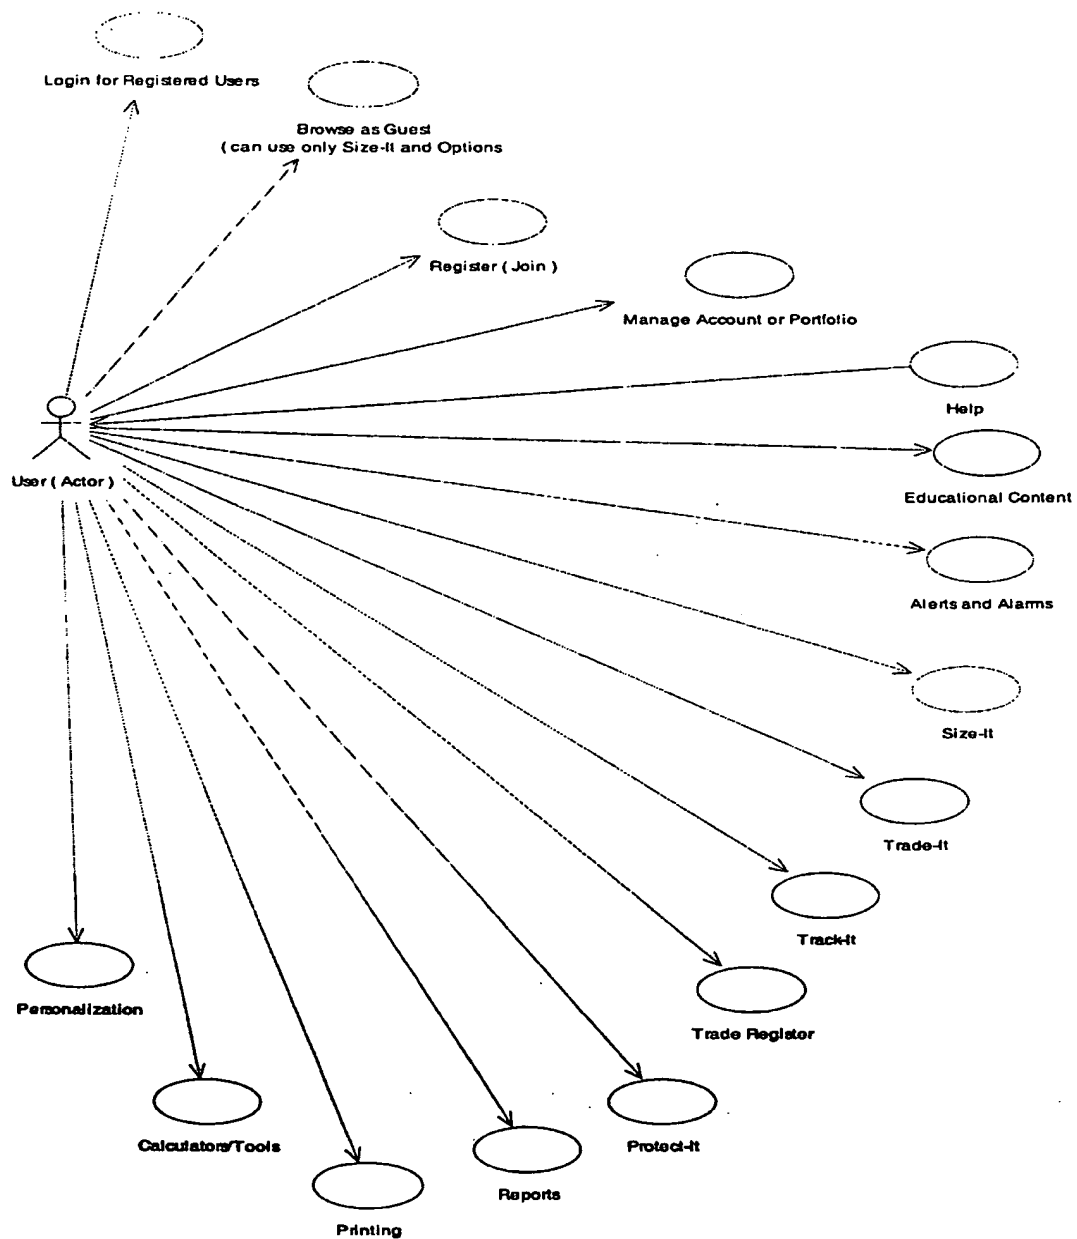 Login for Registered Users
Browse as Guest
( can use only Size-It and Options
Register ( Join )
Manage Account or Portfolio
Help
User ( Actor )
Educational Content
Alerts and Alarms
Size-It
Trade-It
Track-It
Personalization
Trade Register
Calculators/Tools
Protect-It
Reports
Printing